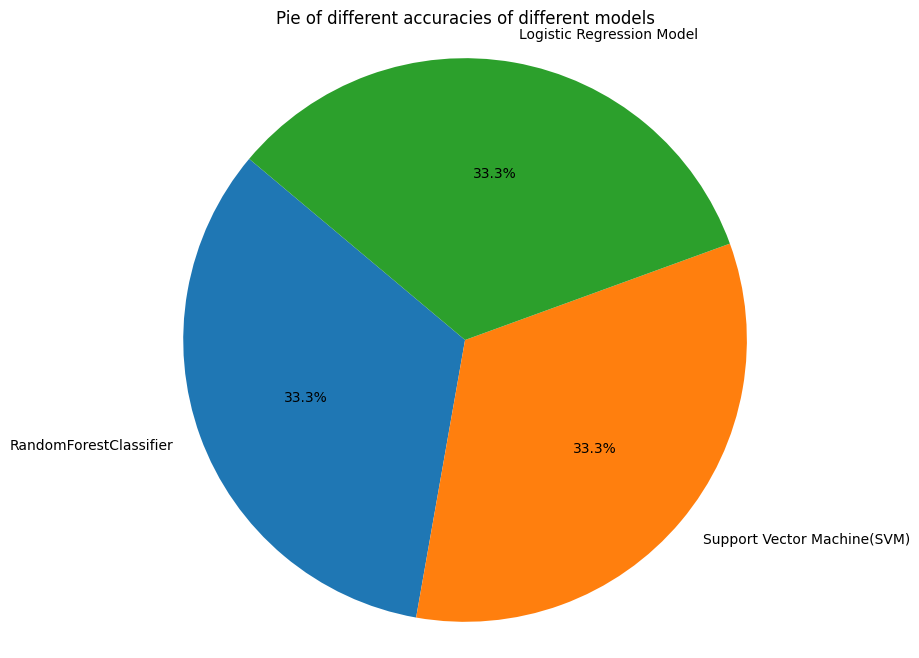 Pie of different accuracies of different models
Logistic Regression Model
33.3%
33.3%
RandomForestClassifier
33.3%
Support Vector Machine(SVM)